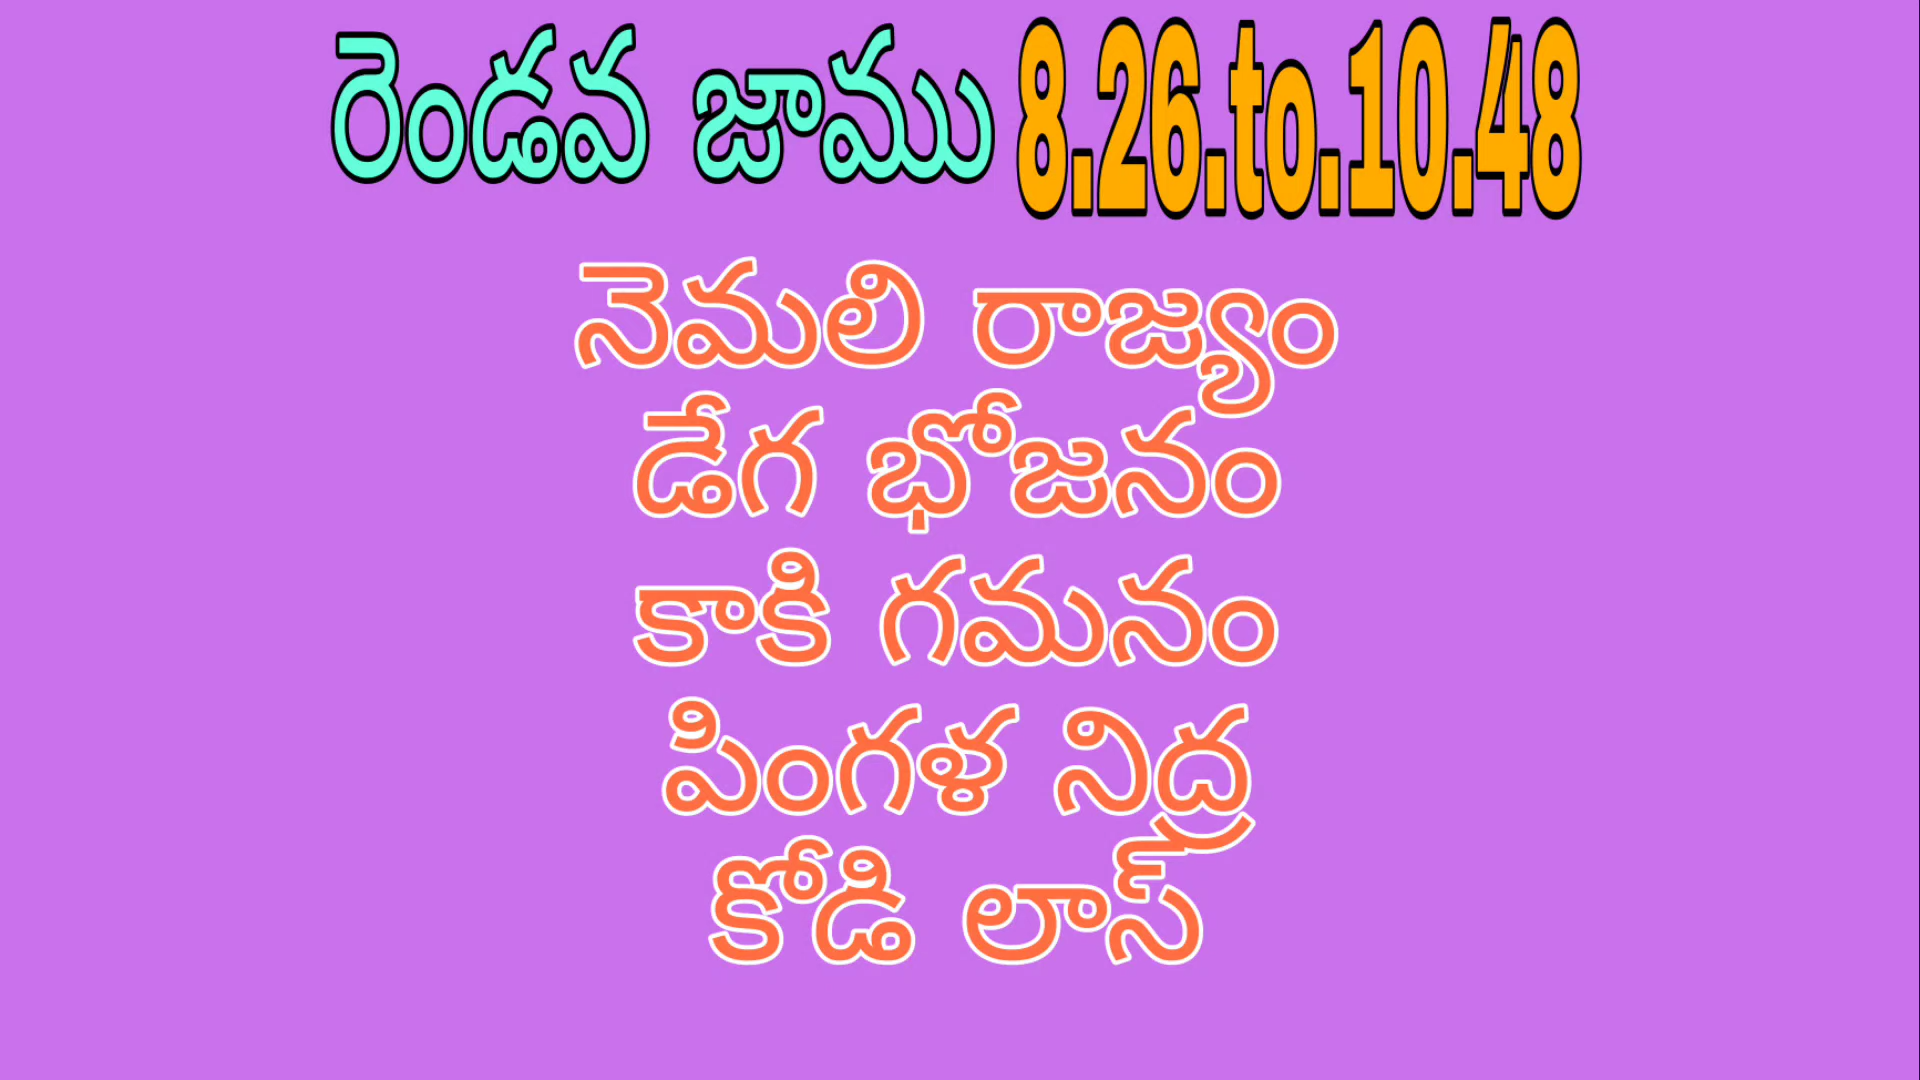 రెండవ జాము 8.26.to.10.48
నెమలి రాజ్యం
డేగ భోజనం
కాకి గమనం
పింగళ నిద్ర
కోడి లాస్